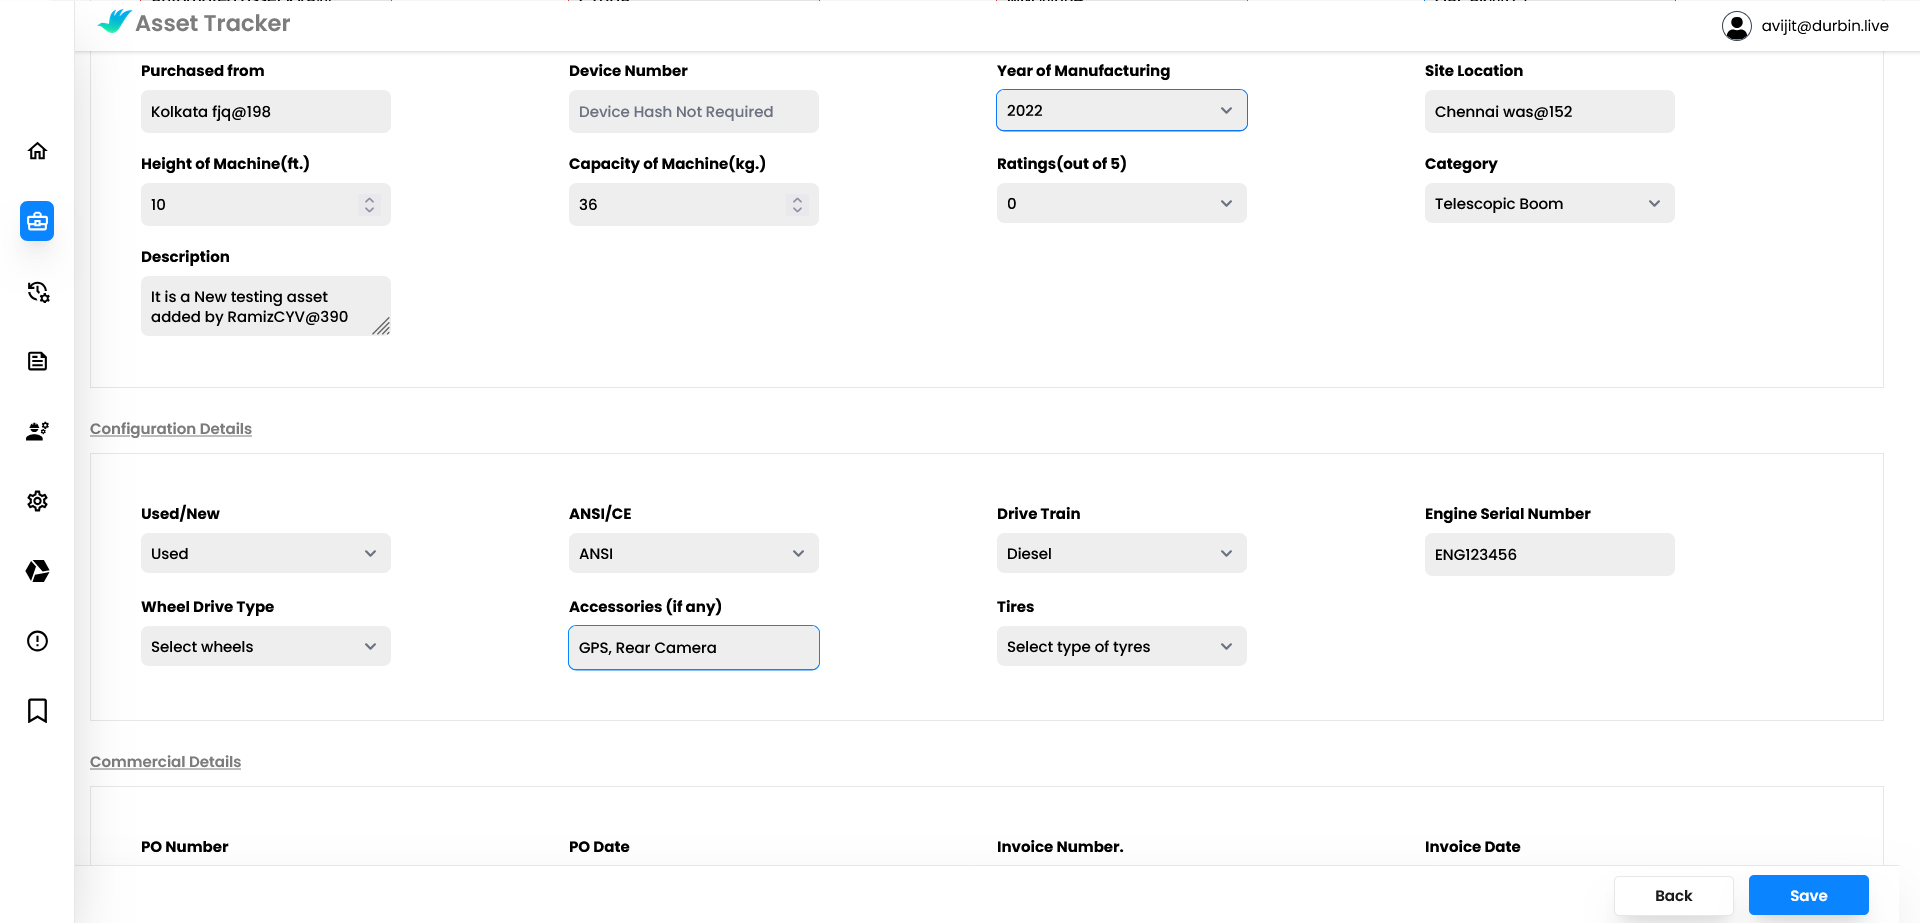 Asset Tracker
avijit@durbin.live
Purchased from
Device Number
Year of Manufacturing
Site Location
Kolkata fjq@198
Device Hash Not Required
2022
Chennai was@152
Height of Machine(ft.)
Capacity of Machine(kg.)
Ratings(out of 5)
Category
10
36
0
Telescopic Boom
Description
It is a New testing asset
added by RamizCYV@390
Configuration Details
Used/New
ANSI/CE
Drive Train
Engine Serial Number
Used
ANSI
Diesel
ENG123456
Wheel Drive Type
Accessories (if any)
Tires
Select wheels
GPS, Rear Camera
Select type of tyres
Commercial Details
PO Number
PO Date
Invoice Number.
Invoice Date
Back
Save